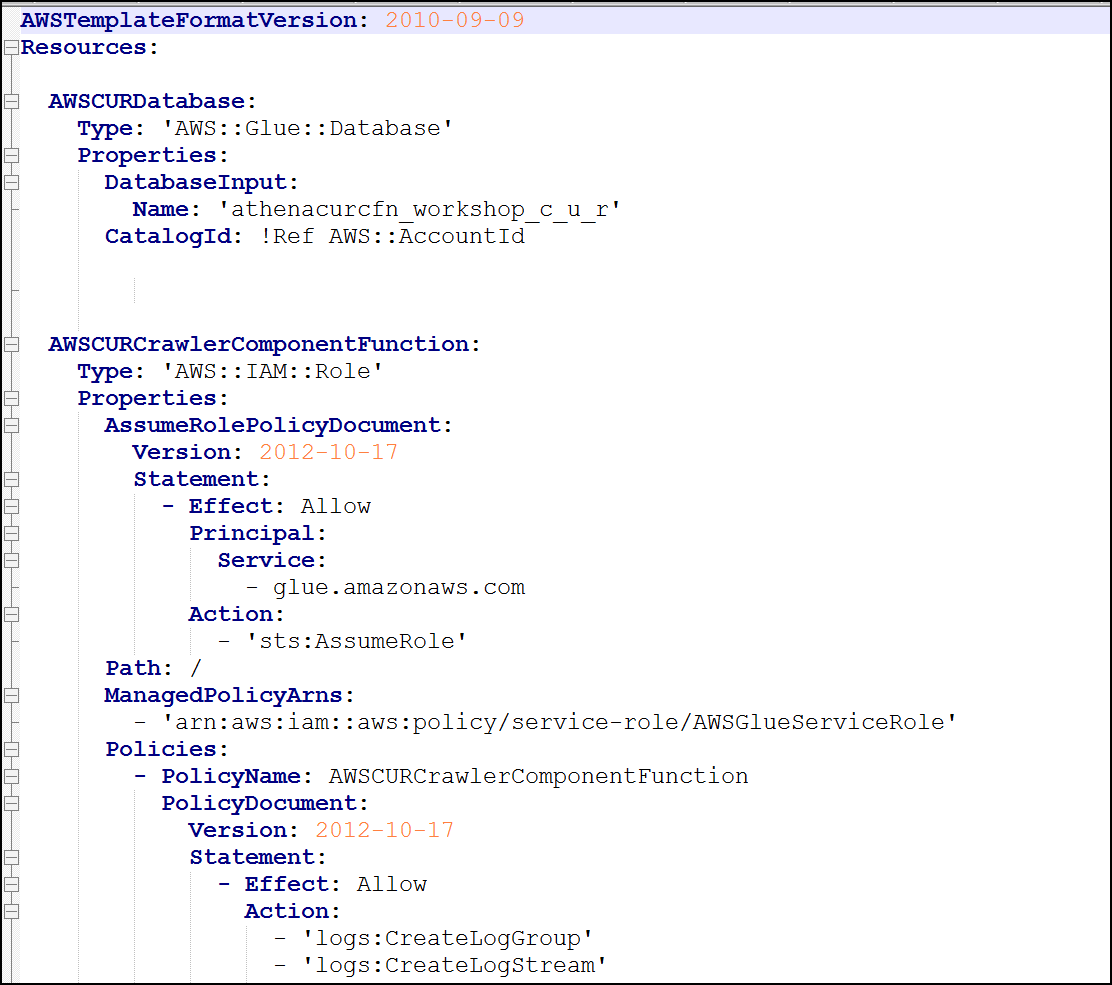 AWSTemplateFormatVersion: 2010-09-09
Resources:
AWSCURDatabase:
Type: 'AWS::Glue::Database'
Properties:
DatabaseInput:
Name: 'athenacurcfn_workshop_c_u_r'
CatalogId: !Ref AWS::AccountId
AWSCURCrawlerComponentFunction:
Type: 'AWS::IAM::Role'
Properties:
AssumeRolePolicyDocument:
Version: 2012-10-17
Statement:
- Effect: Allow
Principal:
Service:
- glue.amazonaws.com
Action:
- 'sts:AssumeRole'
Path: /
ManagedPolicyArns:
- 'arn:aws:iam::aws:policy/service-role/AWSGlueServiceRole'
Policies:
- PolicyName: AWSCURCrawlerComponentFunction
PolicyDocument:
Version: 2012-10-17
Statement:
- Effect: Allow
Action:
- 'logs:CreateLogGroup'
- 'logs:CreateLogStream'